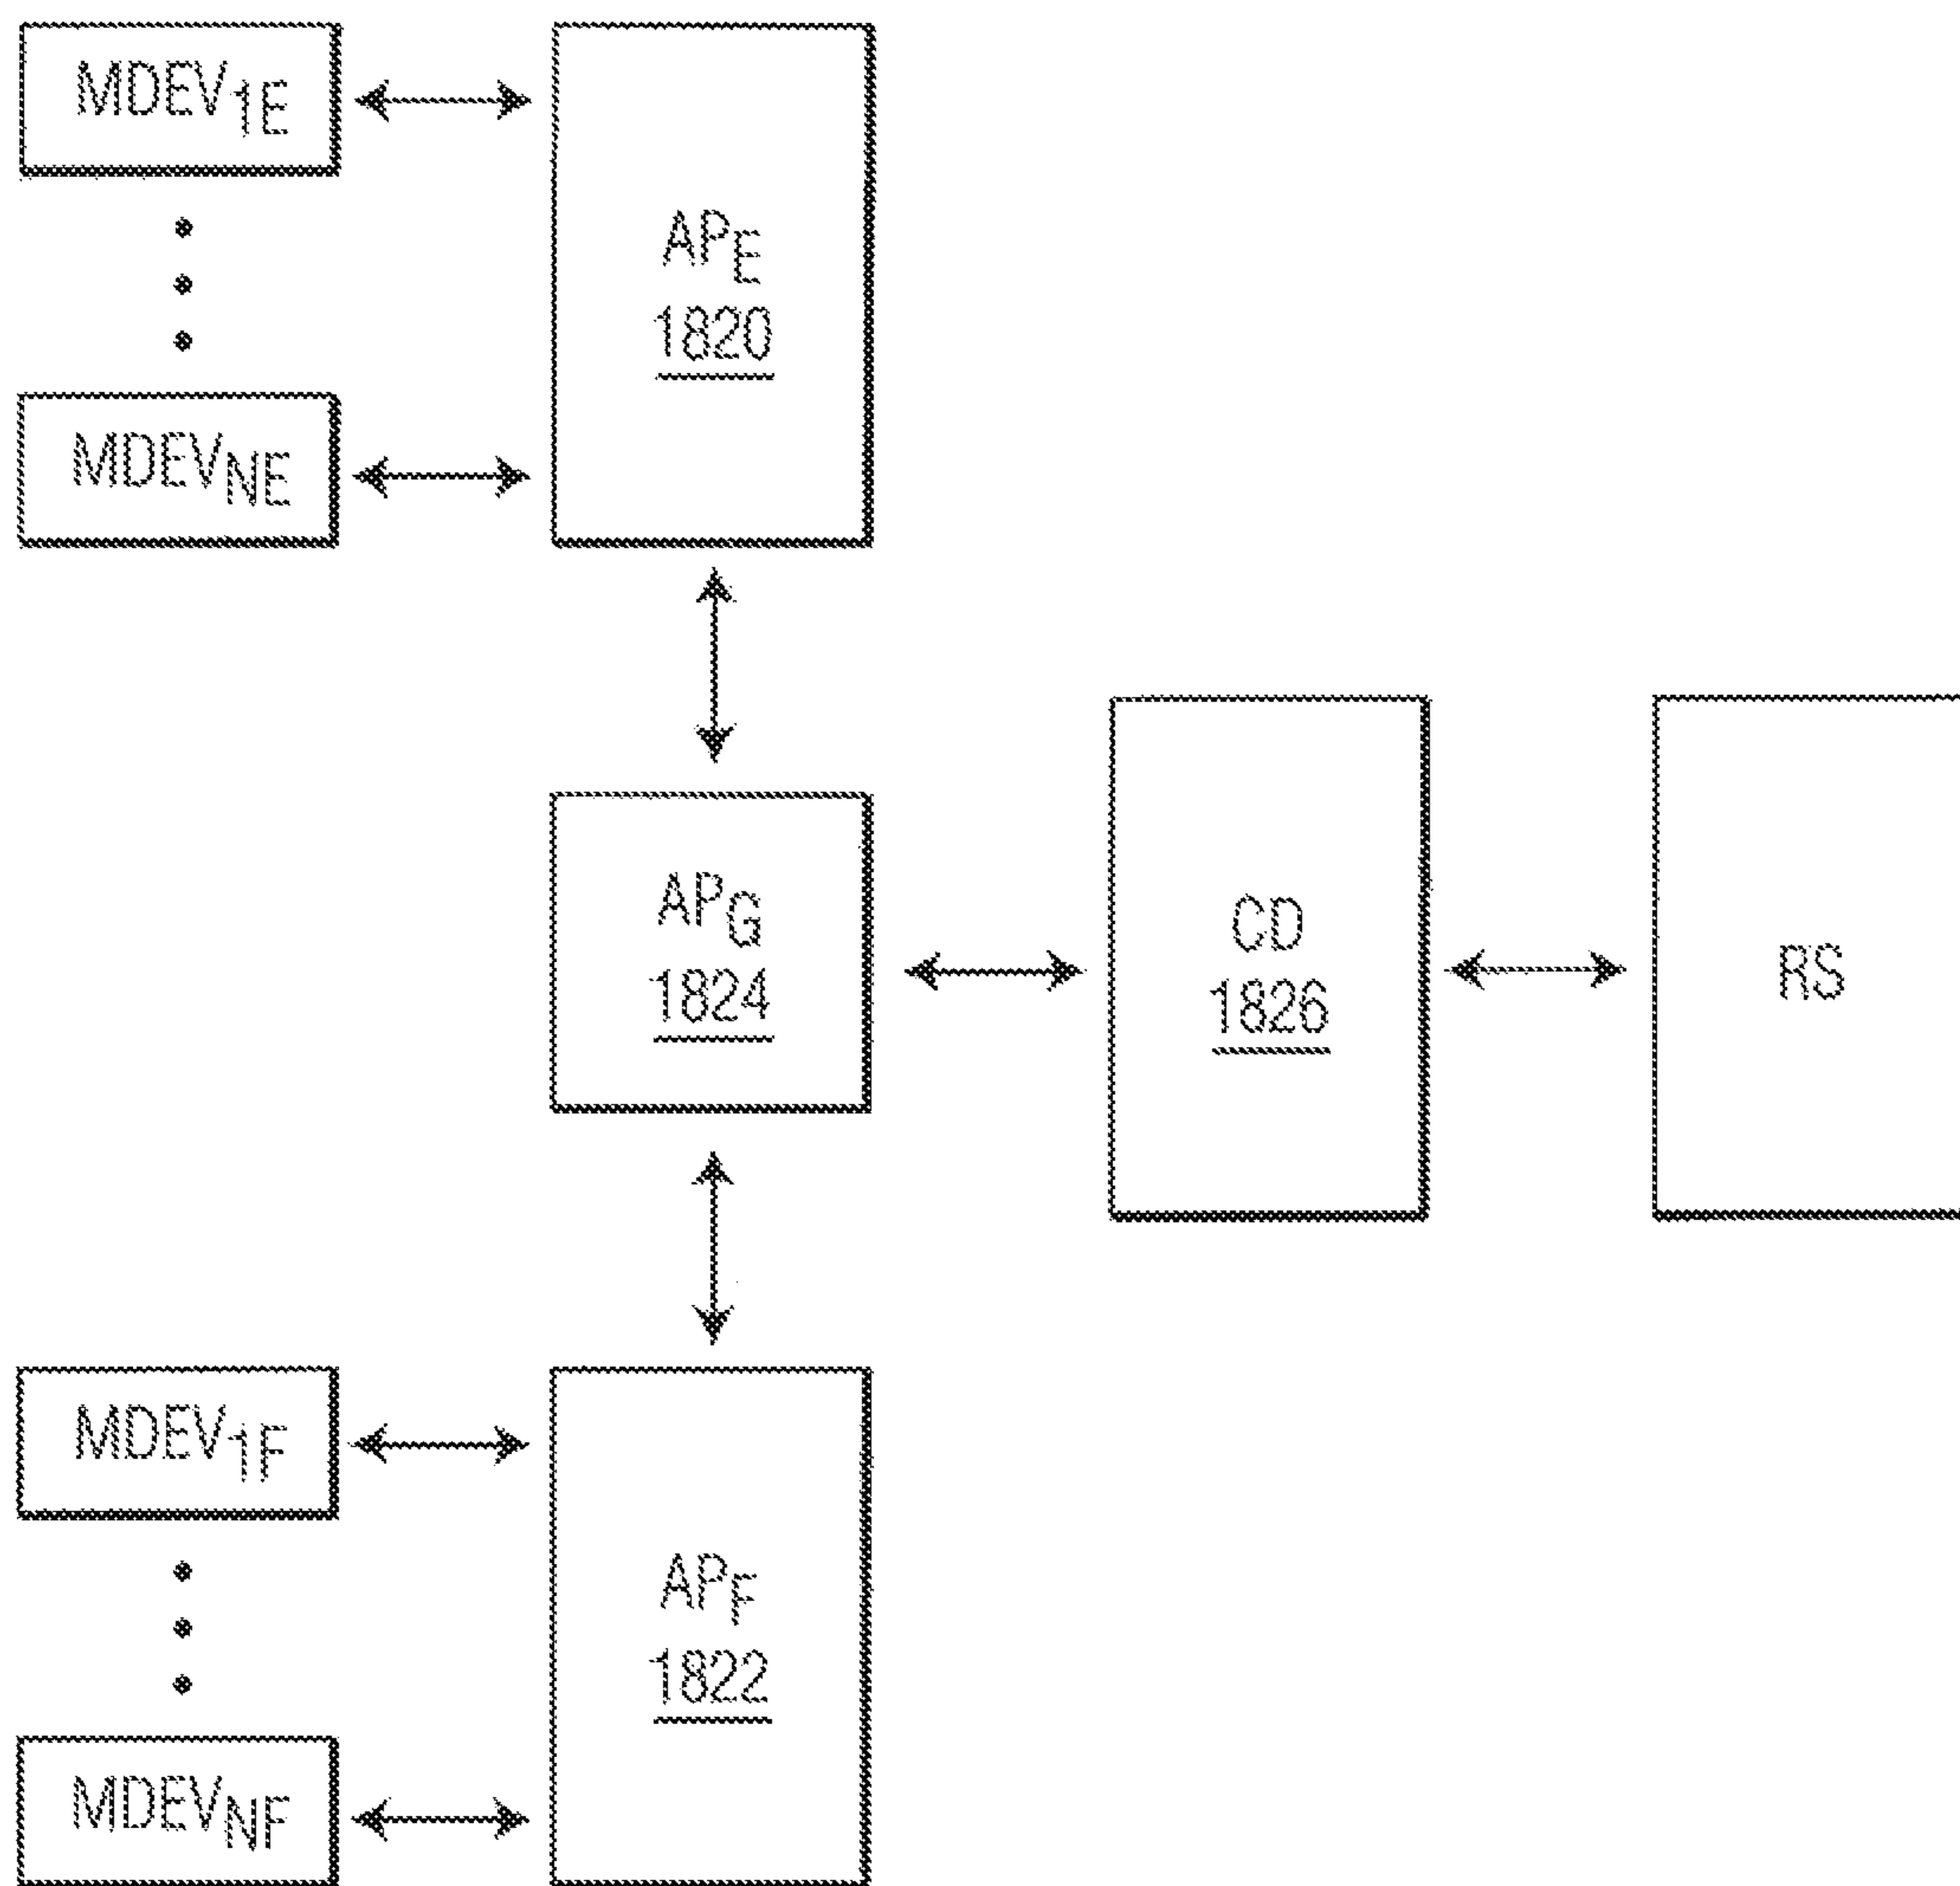 MDEV1E
APE
1820
MDEVNE
APG
1824
CD
1826
RS
MDEV1F
APF
1822
MDEVNF